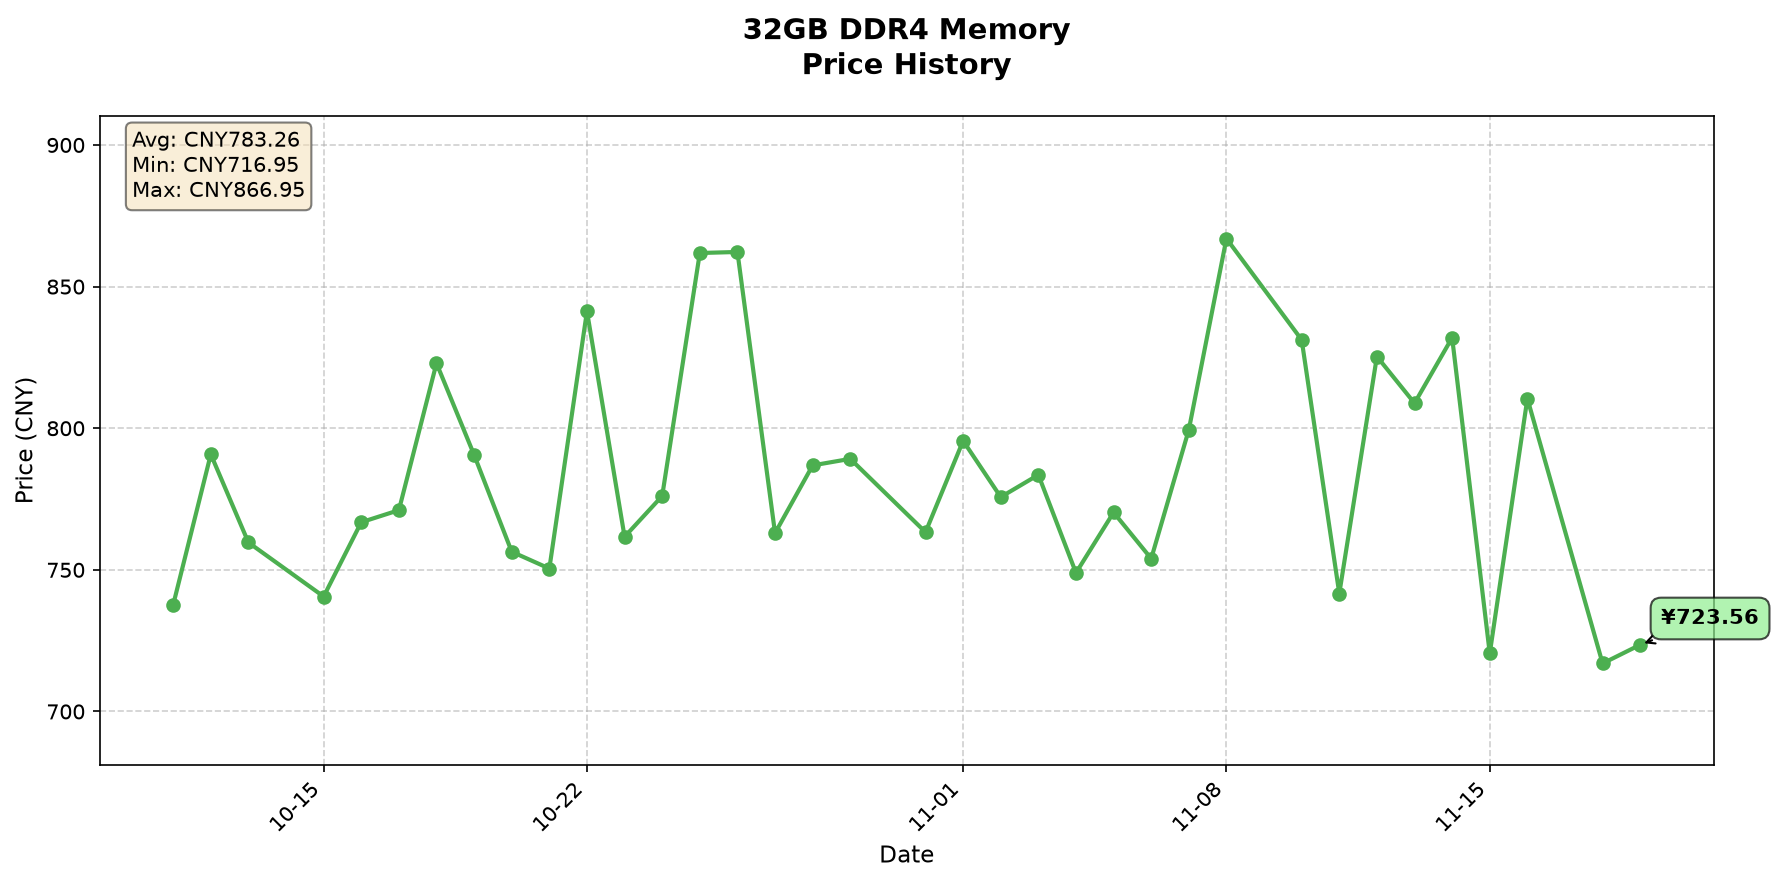 32GB DDR4 Memory
Price History
Avg: CNY783.26
Min: CNY716.95
Max: CNY866.95
900
850
800
750
700
Price (CNY)
¥723.56
10-15
10-22
11-01
11-08
11-15
Date